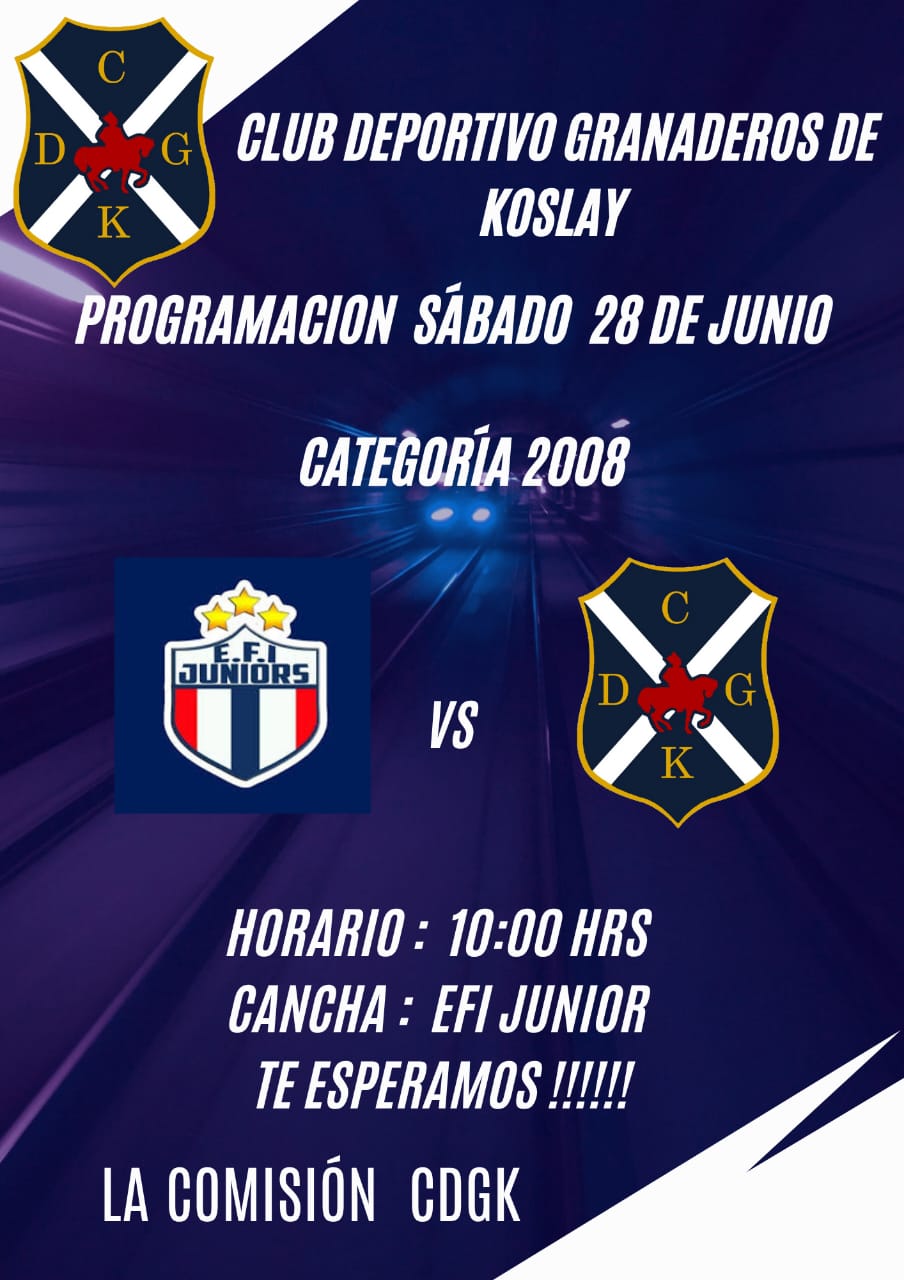 C
D G
K
CLUB DEPORTIVO GRANADEROS DE
KOSLAY
PROGRAMACION SÁBADO 28 DE JUNIO
CATEGORÍA 2008
E.F.I
JUNIORS
VS
C
D G
K
HORARIO : 10:00 HRS
CANCHA : EFI JUNIOR
TE ESPERAMOS !!!!!!
LA COMISIÓN CDGK